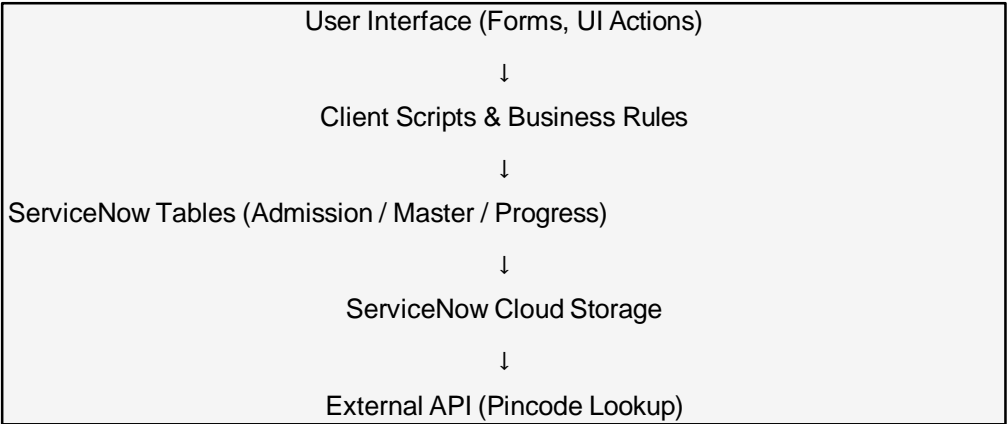 User Interface (Forms, UI Actions)
↓
Client Scripts & Business Rules
↓
ServiceNow Tables (Admission / Master / Progress)
↓
ServiceNow Cloud Storage
↓
External API (Pincode Lookup)